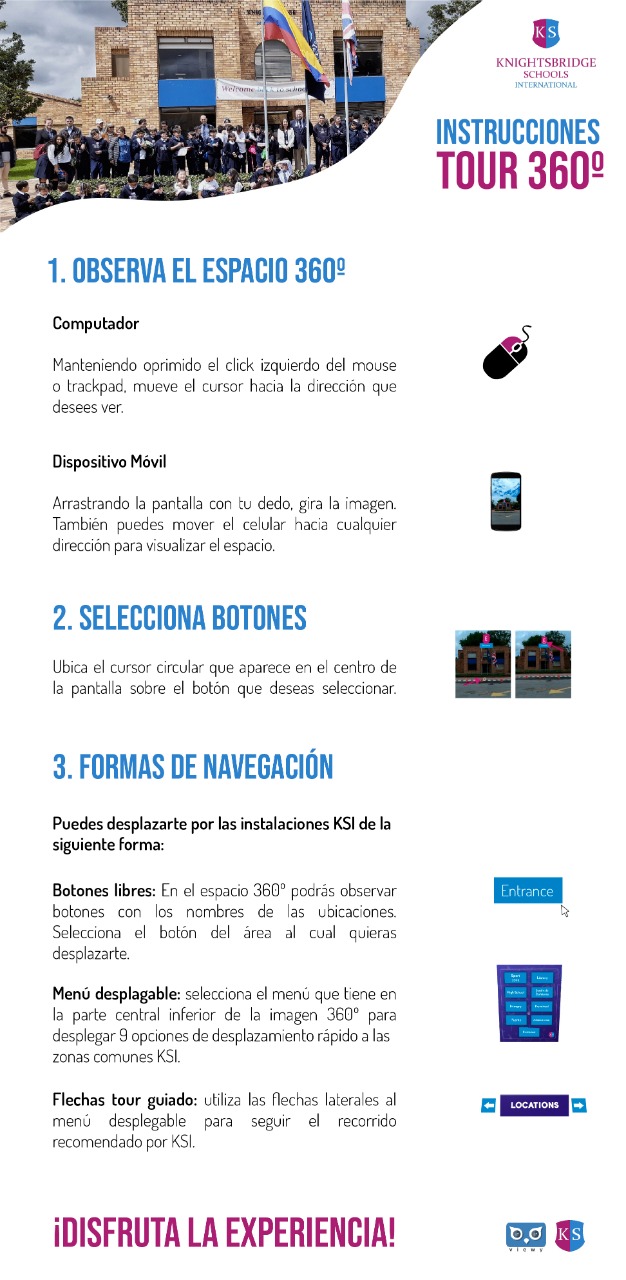 Welcome back to school
KS
KNIGHTSBRIDGE
SCHOOLS
INTERNATIONAL
INSTRUCCIONES
TOUR 360º
1. OBSERVA EL ESPACIO 360º
Computador
Manteniendo oprimido el click izquierdo del mouse
o trackpad, mueve el cursor hacia la dirección que
desees ver.
Dispositivo Móvil
Arrastrando la pantalla con tu dedo, gira la imagen.
También puedes mover el celular hacia cualquier
dirección para visualizar el espacio.
2. SELECCIONA BOTONES
Ubica el cursor circular que aparece en el centro de
la pantalla sobre el botón que deseas seleccionar.
3. FORMAS DE NAVEGACIÓN
Puedes desplazarte por las instalaciones KSI de la
siguiente forma:
Botones libres: En el espacio 360º podrás observar
botones con los nombres de las ubicaciones.
Selecciona el botón del área al cual quieras
desplazarte.
Entrance
Menú desplagable: selecciona el menú que tiene en
la parte central inferior de la imagen 360º para
desplegar 9 opciones de desplazamiento rápido a las
zonas comunes KSI.
Flechas tour guiado: utiliza las flechas laterales al
menú desplegable para seguir el recorrido
recomendado por KSI.
LOCATIONS
¡DISFRUTA LA EXPERIENCIA!
viewy
KS